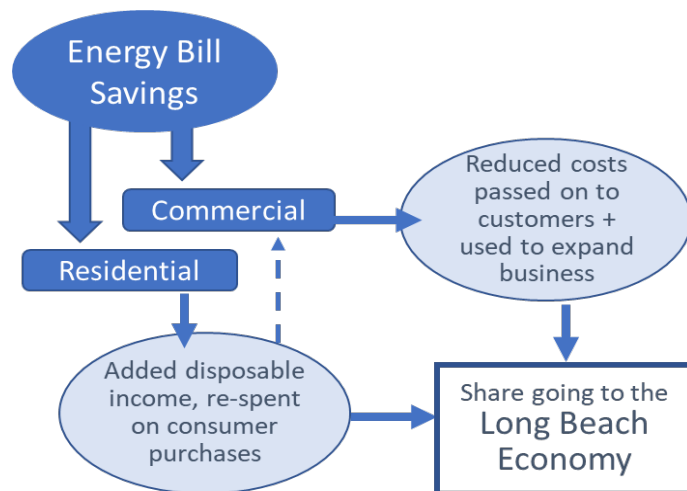 Energy Bill
Savings
Commercial
Residential
Reduced costs
passed on to
customers +
used to expand
business
Added disposable
income, re-spent
on consumer
purchases
Share going to the
Long Beach
Economy